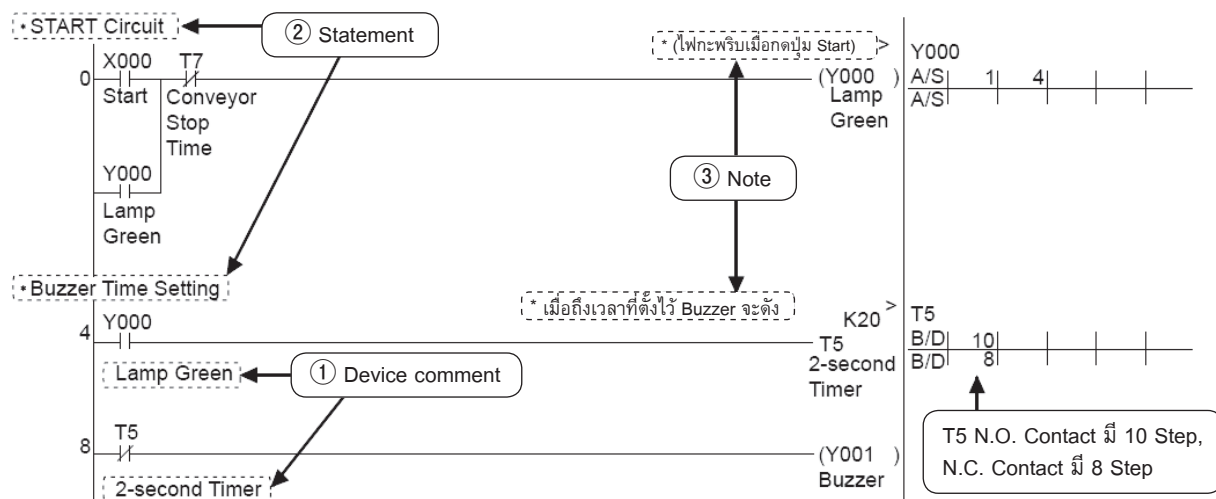 *START Circuit
② Statement
* (ไฟกะพริบเมื่อกดปุ่ม Start) >
Y000
X000 T7
0
(Y000 )
A/S 1 4
Start Conveyor
Lamp
A/S
Stop
Green
Time
Y000
③ Note
Lamp
Green
*Buzzer Time Setting
* เมื่อถึงเวลาที่ตั้งไว้ Buzzer จะดัง
K20 >
T5
4
Y000
T5
B/D 10
Lamp Green
① Device comment
2-second
B/D 8
Timer
T5 N.O. Contact มี 10 Step,
N.C. Contact มี 8 Step
8
T5
(Y001 )
Buzzer
2-second Timer